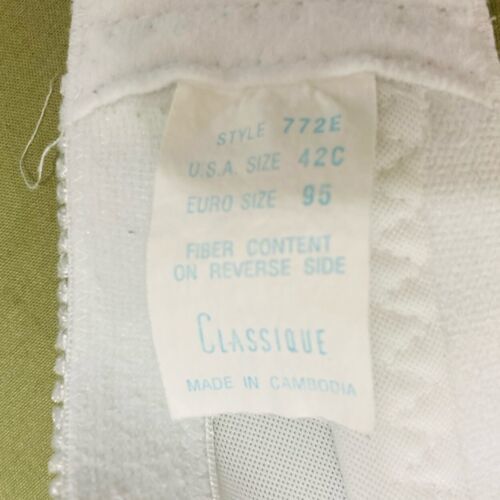 STYLE 772E
U.S.A. SIZE 42C
EURO SIZE 95
FIBER CONTENT
ON REVERSE SIDE
CLASSIQUE
MADE IN CAMBODIA